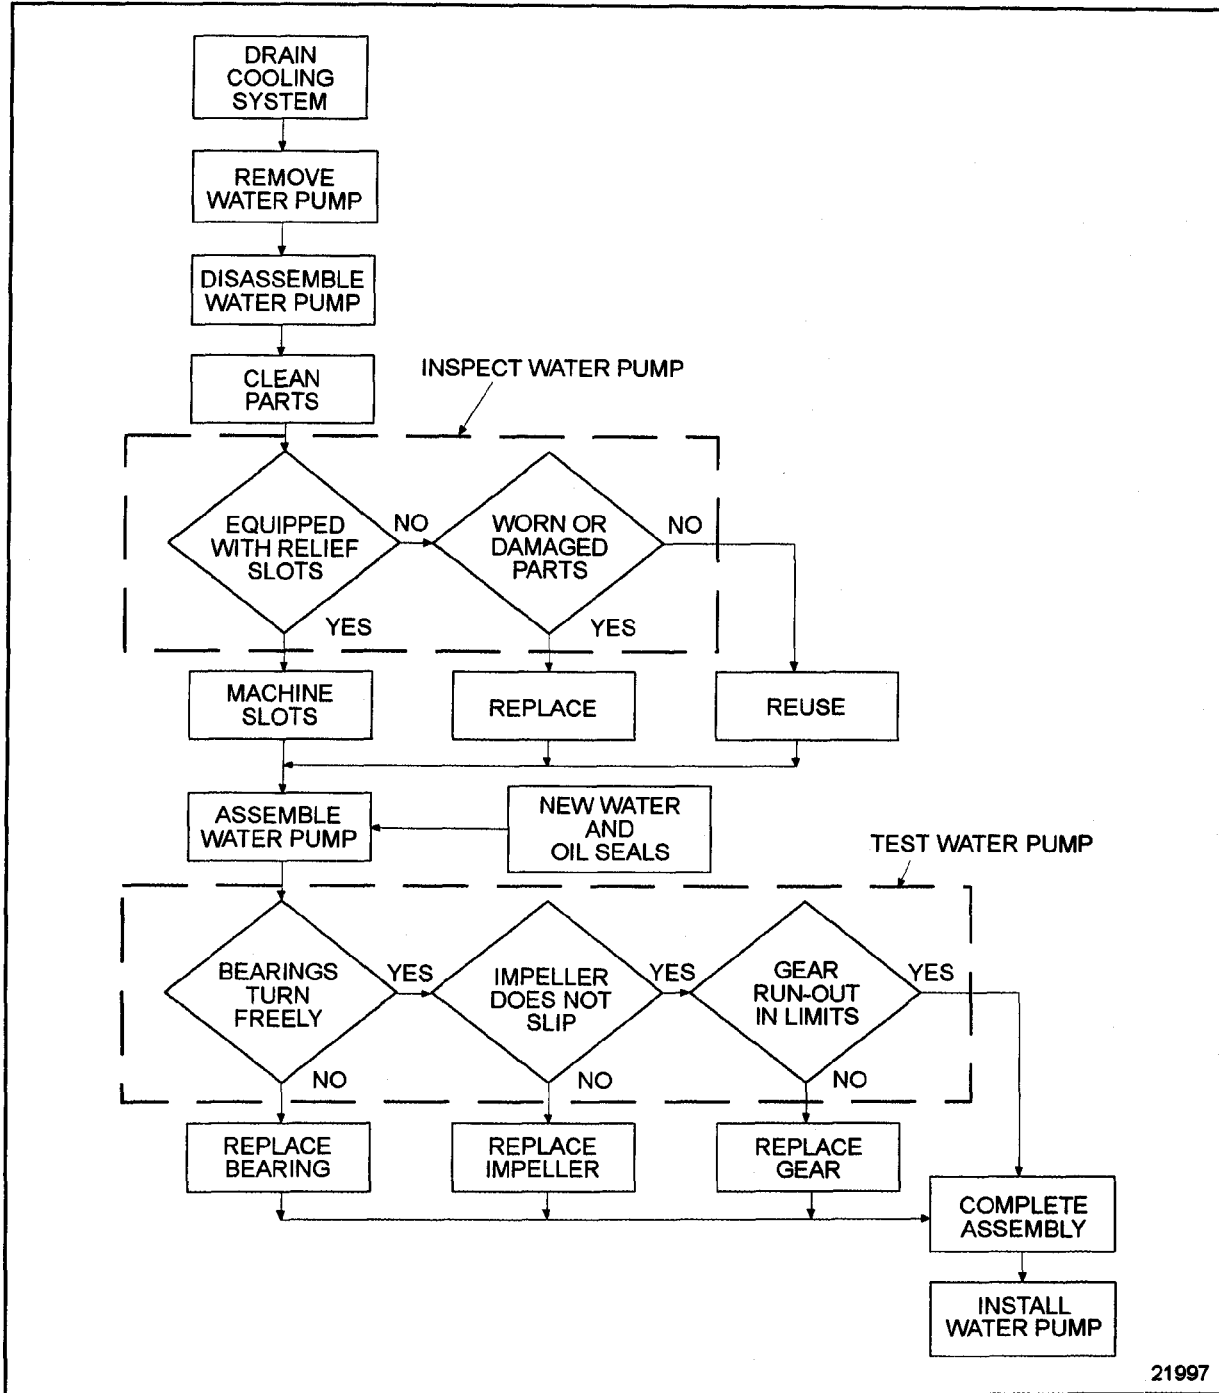 DRAIN
COOLING
SYSTEM
REMOVE
WATER PUMP
DISASSEMBLE
WATER PUMP
CLEAN
PARTS
INSPECT WATER PUMP
EQUIPPED
WITH RELIEF
SLOTS
NO
YES
WORN OR
DAMAGED
PARTS
NO
YES
MACHINE
SLOTS
REPLACE
REUSE
ASSEMBLE
WATER PUMP
NEW WATER
AND
OIL SEALS
TEST WATER PUMP
BEARINGS
TURN
FREELY
YES
NO
IMPELLER
DOES NOT
SLIP
YES
NO
GEAR
RUN-OUT
IN LIMITS
YES
NO
REPLACE
BEARING
REPLACE
IMPELLER
REPLACE
GEAR
COMPLETE
ASSEMBLY
INSTALL
WATER PUMP
21997